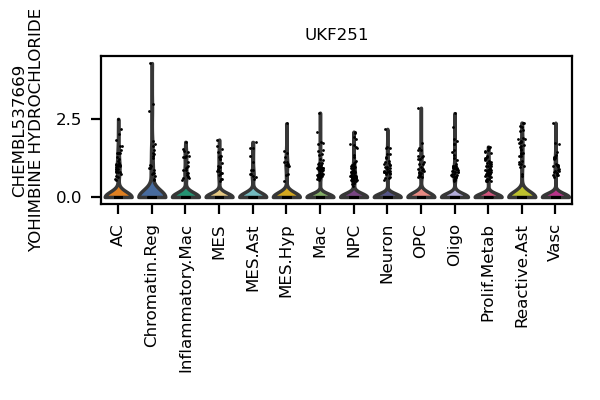 UKF251
CHEMBL537669
YOHIMBINE HYDROCHLORIDE
2.5
0.0
AC
Chromatin.Reg
Inflammatory.Mac
MES
MES.Ast
MES.Hyp
Mac
NPC
Neuron
OPC
Oligo
Prolif.Metab
Reactive.Ast
Vasc